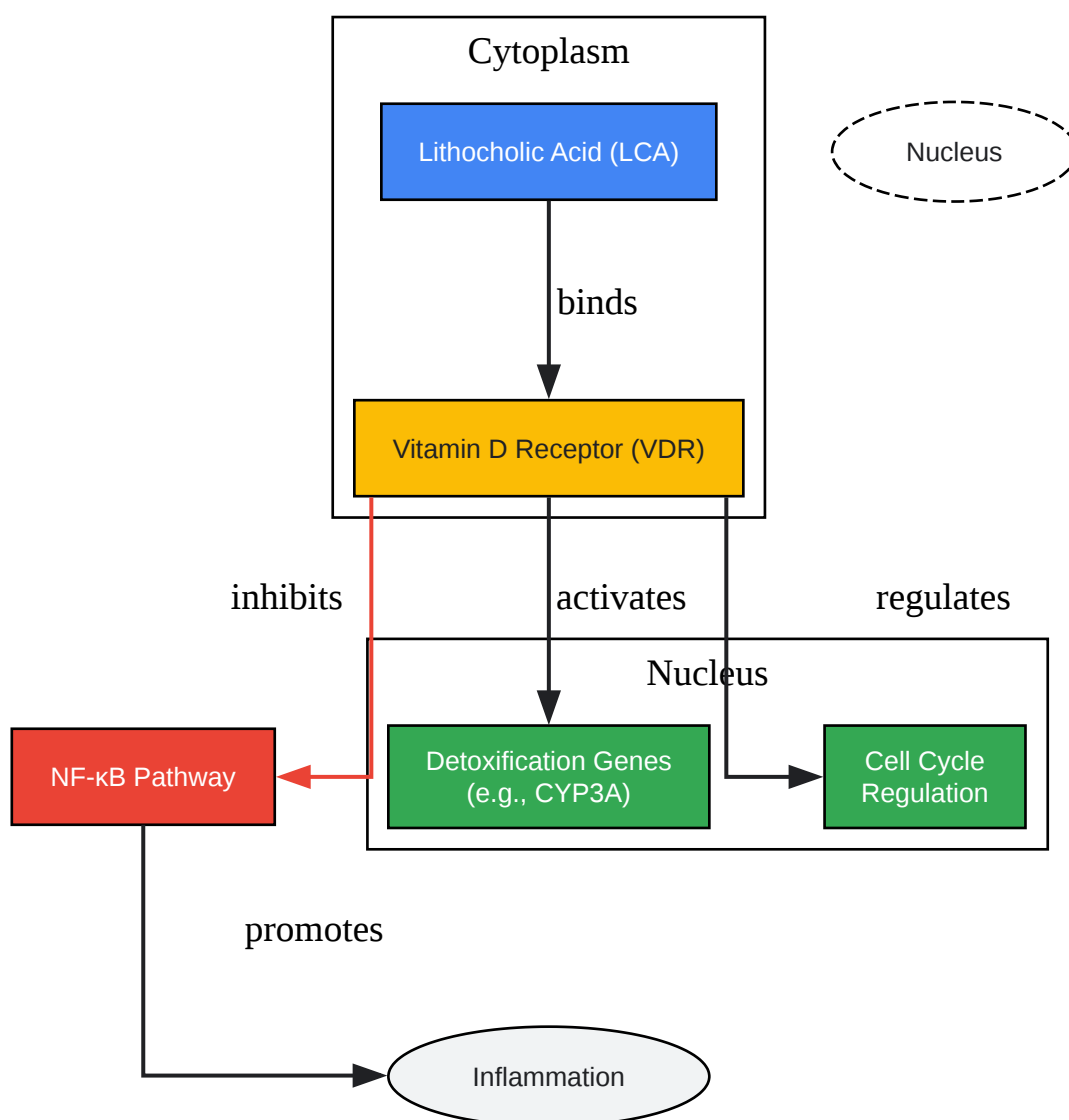 Cytoplasm
Lithocholic Acid (LCA)
Nucleus
binds
Vitamin D Receptor (VDR)
inhibits
activates
regulates
Nucleus
NF-κB Pathway
Detoxification Genes
(e.g., CYP3A)
Cell Cycle
Regulation
promotes
Inflammation